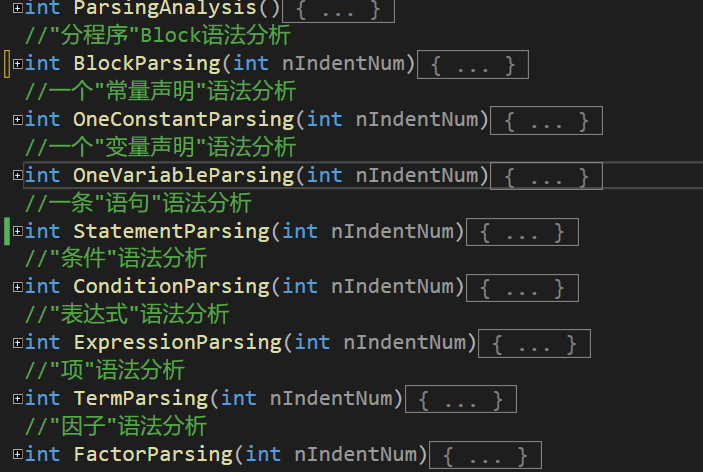 int ParsingAnalysis(){ ... }
//"分程序"Block语法分析
int BlockParsing(int nIndentNum){ ... }
//一个"常量声明"语法分析
int OneConstantParsing(int nIndentNum){ ... }
//一个"变量声明"语法分析
int OneVariableParsing(int nIndentNum){ ... }
//一条"语句"语法分析
int StatementParsing(int nIndentNum){ ... }
//"条件"语法分析
int ConditionParsing(int nIndentNum){ ... }
//"表达式"语法分析
int ExpressionParsing(int nIndentNum){ ... }
//"项"语法分析
int TermParsing(int nIndentNum){ ... }
//"因子"语法分析
int FactorParsing(int nIndentNum){ ... }